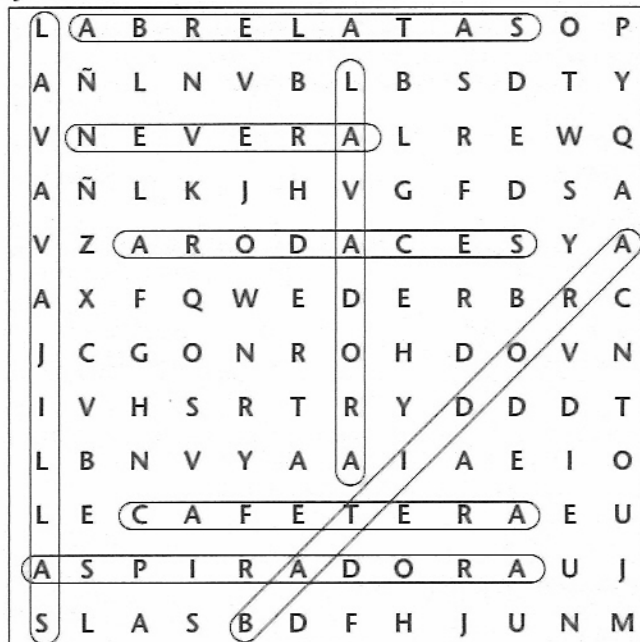 L A B R E L A T A S O P
A Ñ L N V B L B S D T Y
V N E V E R A L R E W Q
A Ñ L K J H V G F D S A
V Z A R O D A C E S Y A
A X F Q W E D E R B R C
J C G O N R O H D O V N
I V H S R T R Y D D D T
L B N V Y A A I A E I O
L E C A F E T E R A E U
A S P I R A D O R A U J
S L A S B D F H J U N M